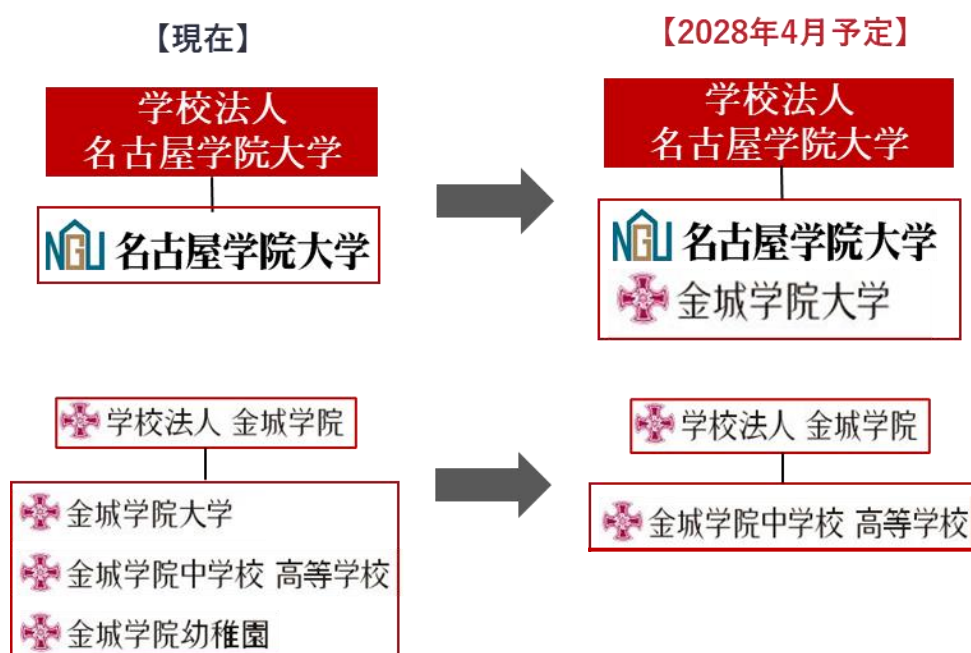 【現在】
【2028年4月予定】
学校法人
名古屋学院大学
学校法人
名古屋学院大学
NGU 名古屋学院大学
NGU 名古屋学院大学
金城学院大学
学校法人 金城学院
学校法人 金城学院
金城学院大学
金城学院中学校 高等学校
金城学院幼稚園
金城学院中学校 高等学校